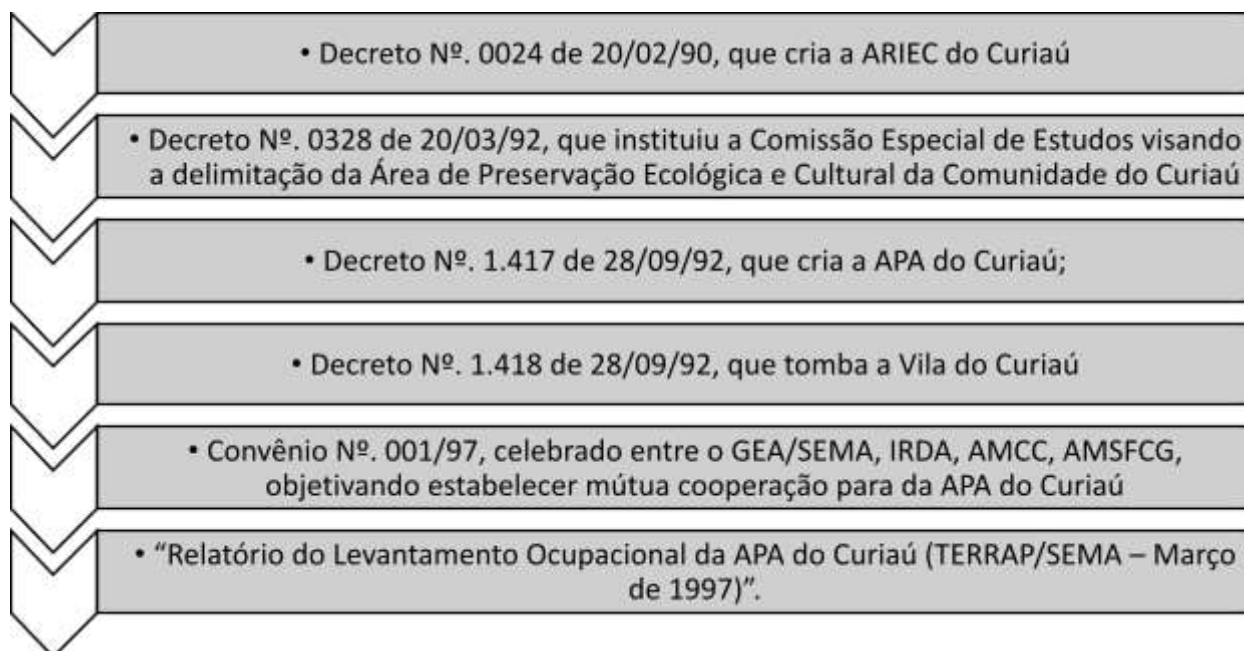 • Decreto Nº. 0024 de 20/02/90, que cria a ARIEC do Curiaú
• Decreto Nº. 0328 de 20/03/92, que instituiu a Comissão Especial de Estudos visando
a delimitação da Área de Preservação Ecológica e Cultural da Comunidade do Curiaú
• Decreto Nº. 1.417 de 28/09/92, que cria a APA do Curiaú;
• Decreto Nº. 1.418 de 28/09/92, que tomba a Vila do Curiaú
• Convênio Nº. 001/97, celebrado entre o GEA/SEMA, IRDA, AMCC, AMSFCG,
objetivando estabelecer mútua cooperação para da APA do Curiaú
• “Relatório do Levantamento Ocupacional da APA do Curiaú (TERRAP/SEMA – Março
de 1997)”.